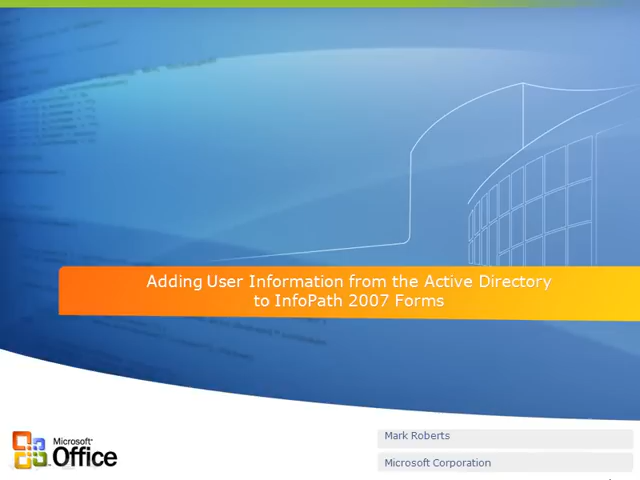 Adding User Information from the Active Directory
to InfoPath 2007 Forms
Mark Roberts
Microsoft
Office
Microsoft Corporation